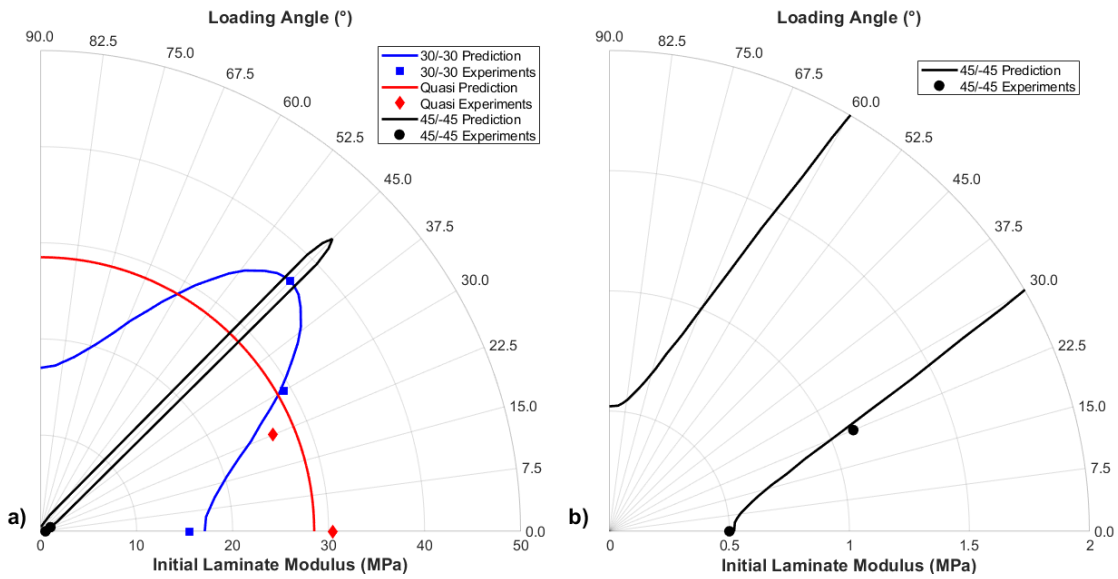 Loading Angle (°)
90.0
82.5
75.0
67.5
60.0
52.5
45.0
37.5
30.0
22.5
15.0
7.5
0.0
30/-30 Prediction
30/-30 Experiments
Quasi Prediction
Quasi Experiments
45/-45 Prediction
45/-45 Experiments
a)
0 10 20 30 40 50
Initial Laminate Modulus (MPa)
Loading Angle (°)
90.0
82.5
75.0
67.5
60.0
52.5
45.0
37.5
30.0
22.5
15.0
7.5
0.0
45/-45 Prediction
45/-45 Experiments
b)
0 0.5 1 1.5 2
Initial Laminate Modulus (MPa)